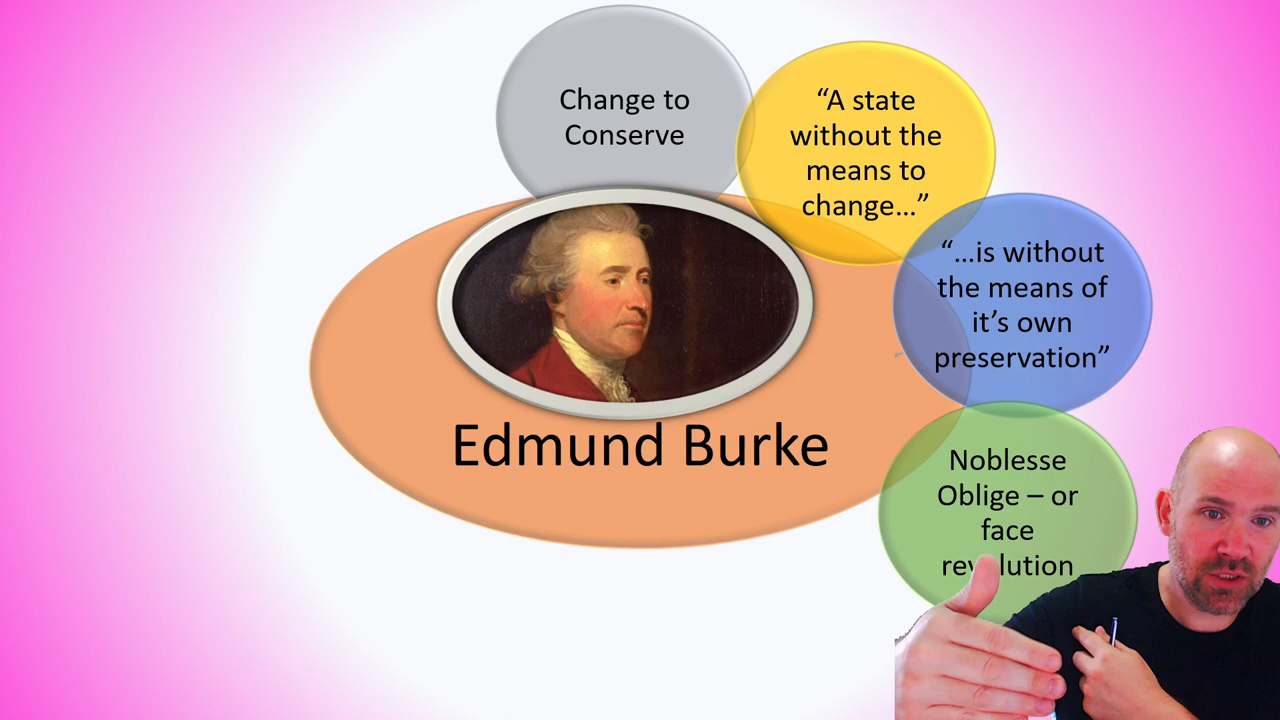 Change to
Conserve
“A state
without the
means to
change…”
“…is without
the means of
it’s own
preservation”
Edmund Burke
Noblesse
Oblige – or
face
revolution